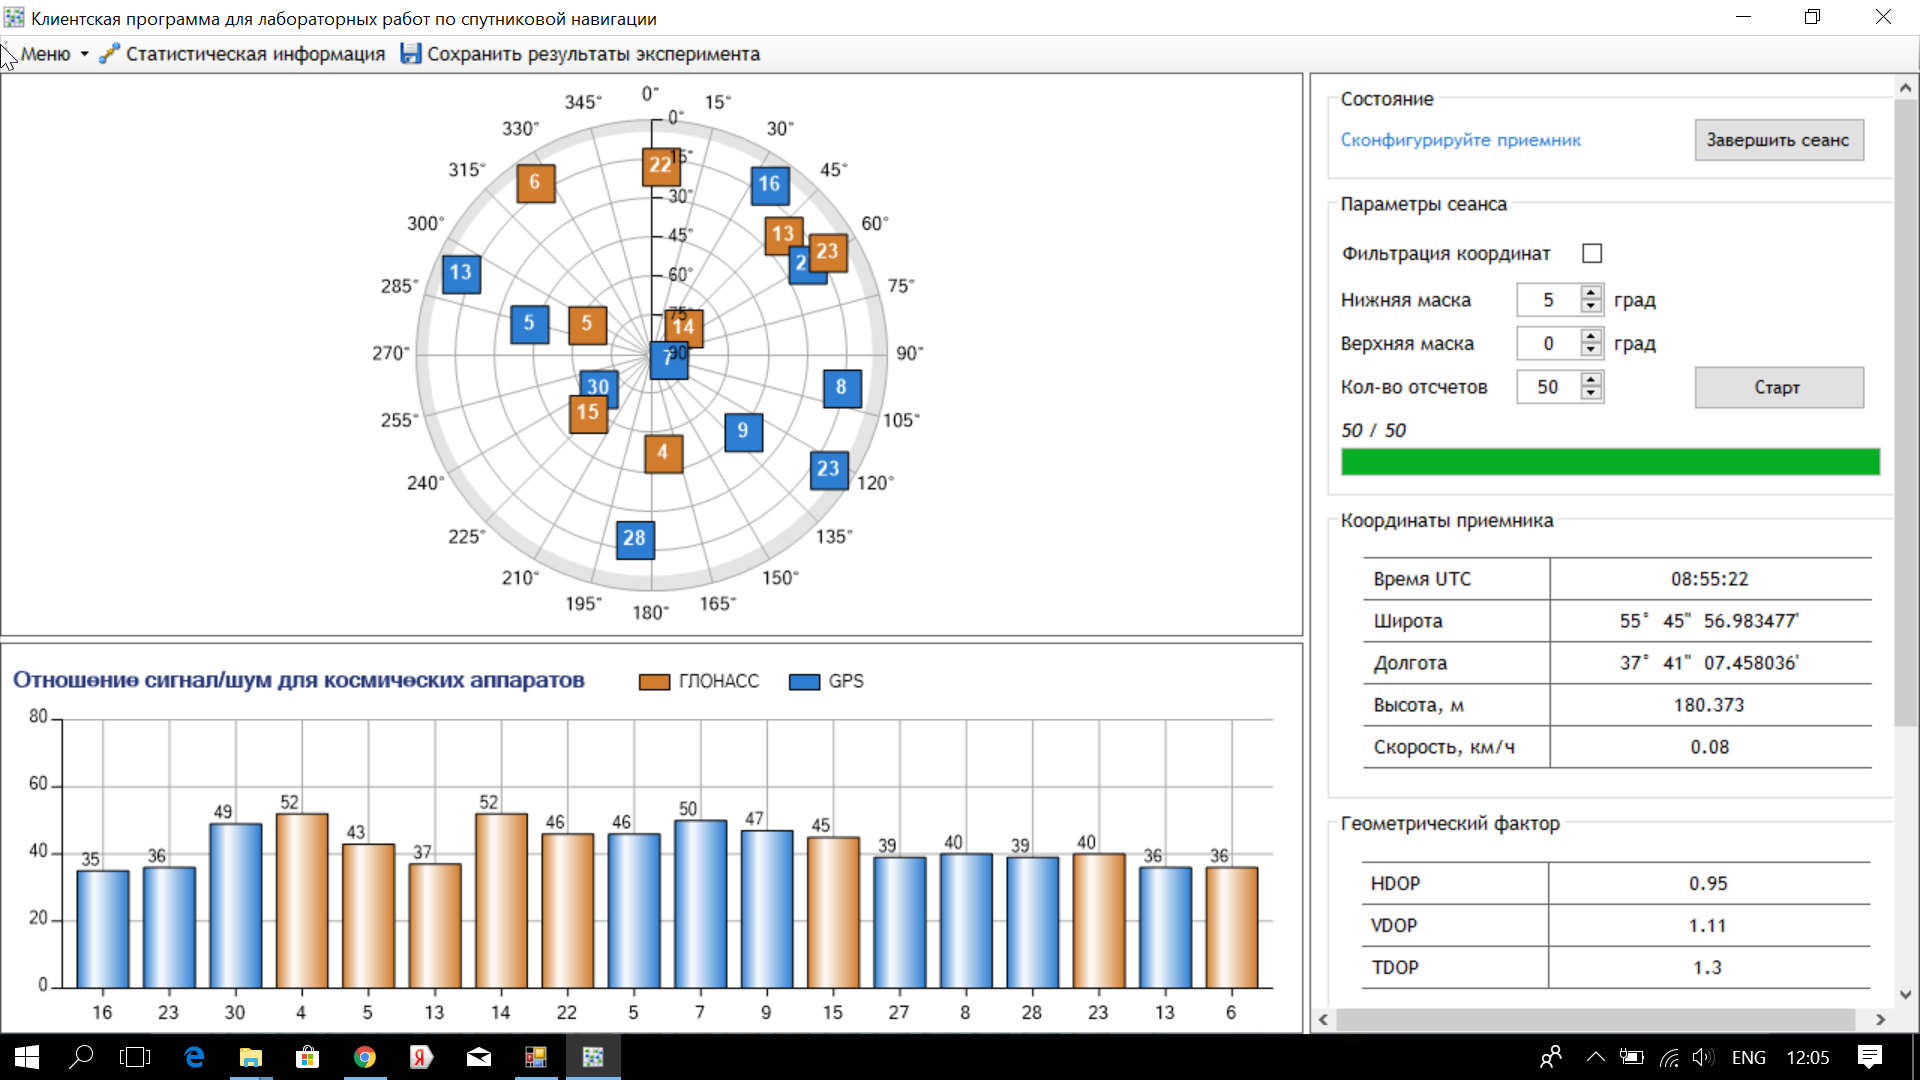 Клиентская программа для лабораторных работ по спутниковой навигации
Меню Статистическая информация Сохранить результаты эксперимента
0° 15° 30° 45° 60° 75° 90° 105° 120° 135° 150° 165° 180° 195° 210° 225° 240° 255° 270° 285° 300° 315° 330° 345°
0° 15° 30° 45° 60° 75° 90
22
6
16
13
23
2
13
5
5
14
7
30
8
15
9
4
23
28
Отношение сигнал/шум для космических аппаратов ГЛОНАСС GPS
80
60
40
20
0
35 36 49 52 43 37 52 46 46 50 47 45 39 40 39 40 36 36
16 23 30 4 5 13 14 22 5 7 9 15 27 8 28 23 13 6
Состояние
Сконфигурируйте приемник Завершить сеанс
Параметры сеанса
Фильтрация координат
Нижняя маска 5 град
Верхняя маска 0 град
Кол-во отсчетов 50 Старт
50 / 50
Координаты приемника
Время UTC 08:55:22
Широта 55° 45" 56.983477'
Долгота 37° 41" 07.458036'
Высота, м 180.373
Скорость, км/ч 0.08
Геометрический фактор
HDOP 0.95
VDOP 1.11
TDOP 1.3
ENG 12:05